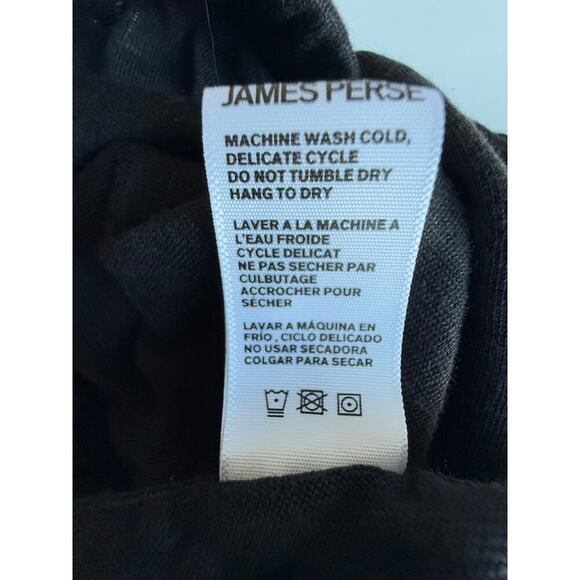 JAMES PERSE
MACHINE WASH COLD,
DELICATE CYCLE
DO NOT TUMBLE DRY
HANG TO DRY
LAVER A LA MACHINE A
L'EAU FROIDE
CYCLE DELICAT
NE PAS SECHER PAR
CULBUTAGE
ACCROCHER POUR
SÉCHER
LAVAR A MÁQUINA EN
FRÍO , CICLO DELICADO
NO USAR SECADORA
COLGAR PARA SECAR